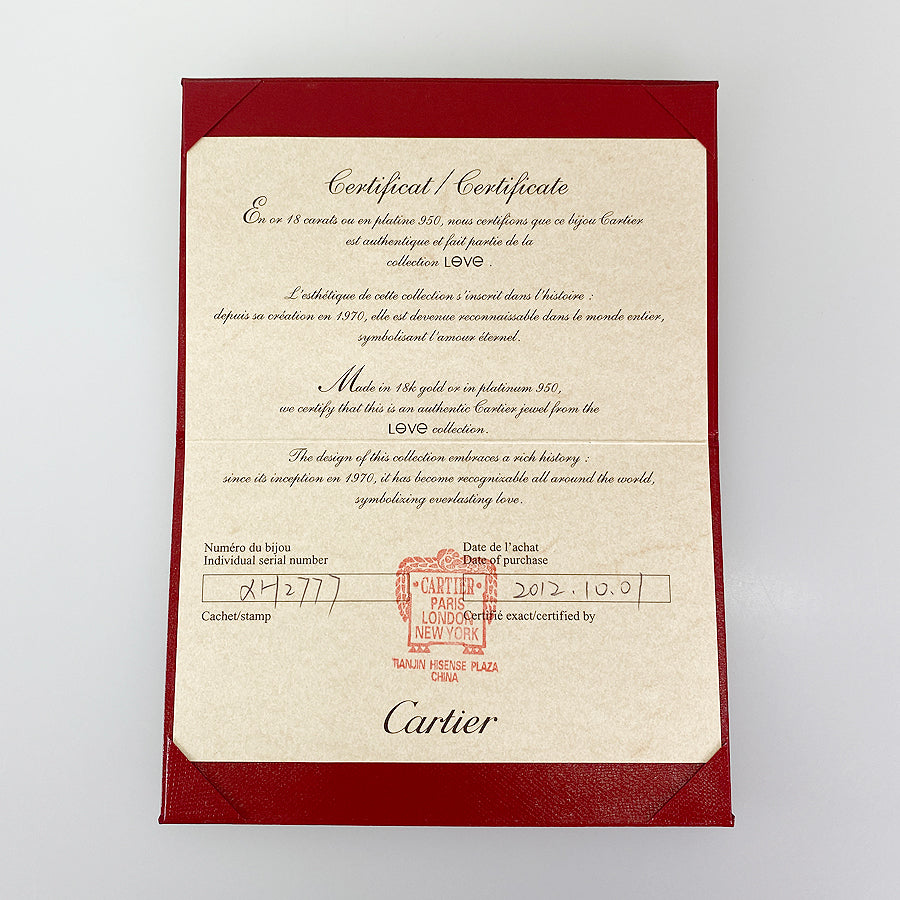 Certificat / Certificate
En or 18 carats ou en platine 950, nous certifions que ce bijou Cartier
est authentique et fait partie de la
collection LOVE .
L'esthétique de cette collection s'inscrit dans l'histoire :
depuis sa création en 1970, elle est devenue reconnaissable dans le monde entier,
symbolisant l'amour éternel.
Made in 18k gold or in platinum 950,
we certify that this is an authentic Cartier jewel from the
LOVE collection.
The design of this collection embraces a rich history :
since its inception en 1970, it has become recognizable all around the world,
symbolizing everlasting love.
Numéro du bijou
Individual serial number
Date de l'achat
Date of purchase
2012.10.01
Cachet/stamp
Certifié exact/certified by
CARTIER
PARIS
LONDON
NEW YORK
TIANJIN HISENSE PLAZA
CHINA
Cartier